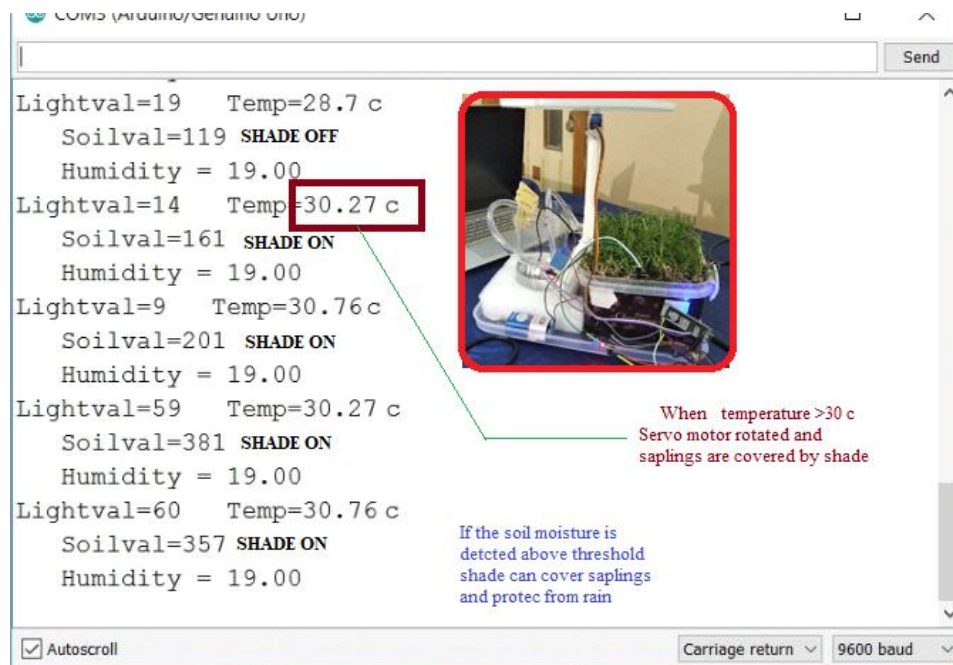 COM3 (Arduino/Genuino Uno)
Send
Lightval=19 Temp=28.7 c
Soilval=119 SHADE OFF
Humidity = 19.00
Lightval=14 Temp=30.27 c
Soilval=161 SHADE ON
Humidity = 19.00
Lightval=9 Temp=30.76 c
Soilval=201 SHADE ON
Humidity = 19.00
Lightval=59 Temp=30.27 c
Soilval=381 SHADE ON
Humidity = 19.00
Lightval=60 Temp=30.76 c
Soilval=357 SHADE ON
Humidity = 19.00
When temperature >30 c
Servo motor rotated and
saplings are covered by shade
If the soil moisture is
detcted above threshold
shade can cover saplings
and protec from rain
Autoscroll
Carriage return
9600 baud